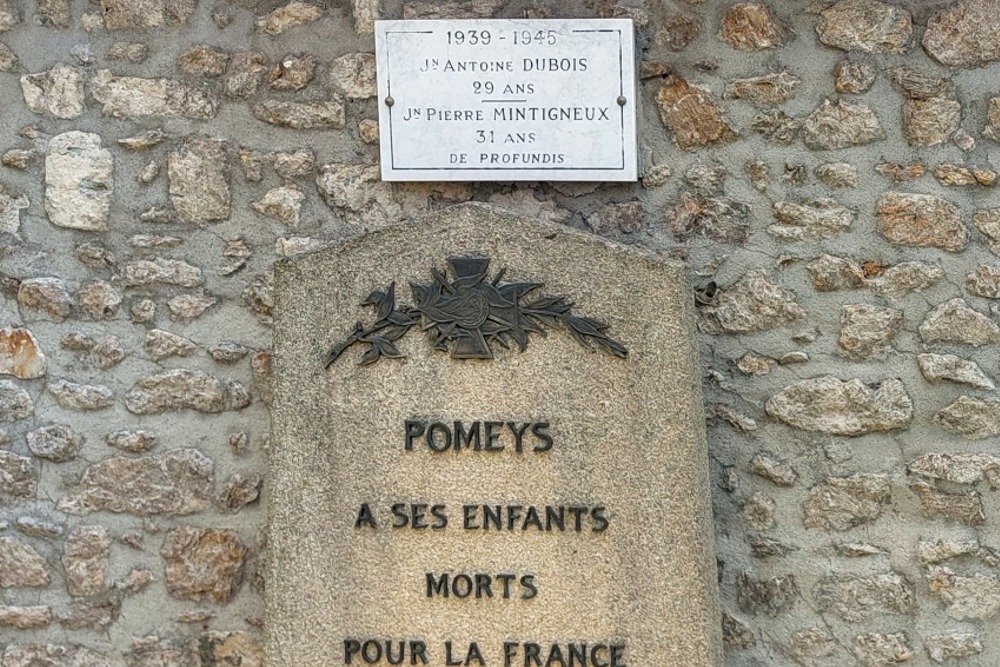 1939 - 1945
Jn ANTOINE DUBOIS
29 ANS
Jn PIERRE MINTIGNEUX
31 ANS
DE PROFUNDIS
POMEYS
A SES ENFANTS
MORTS
POUR LA FRANCE